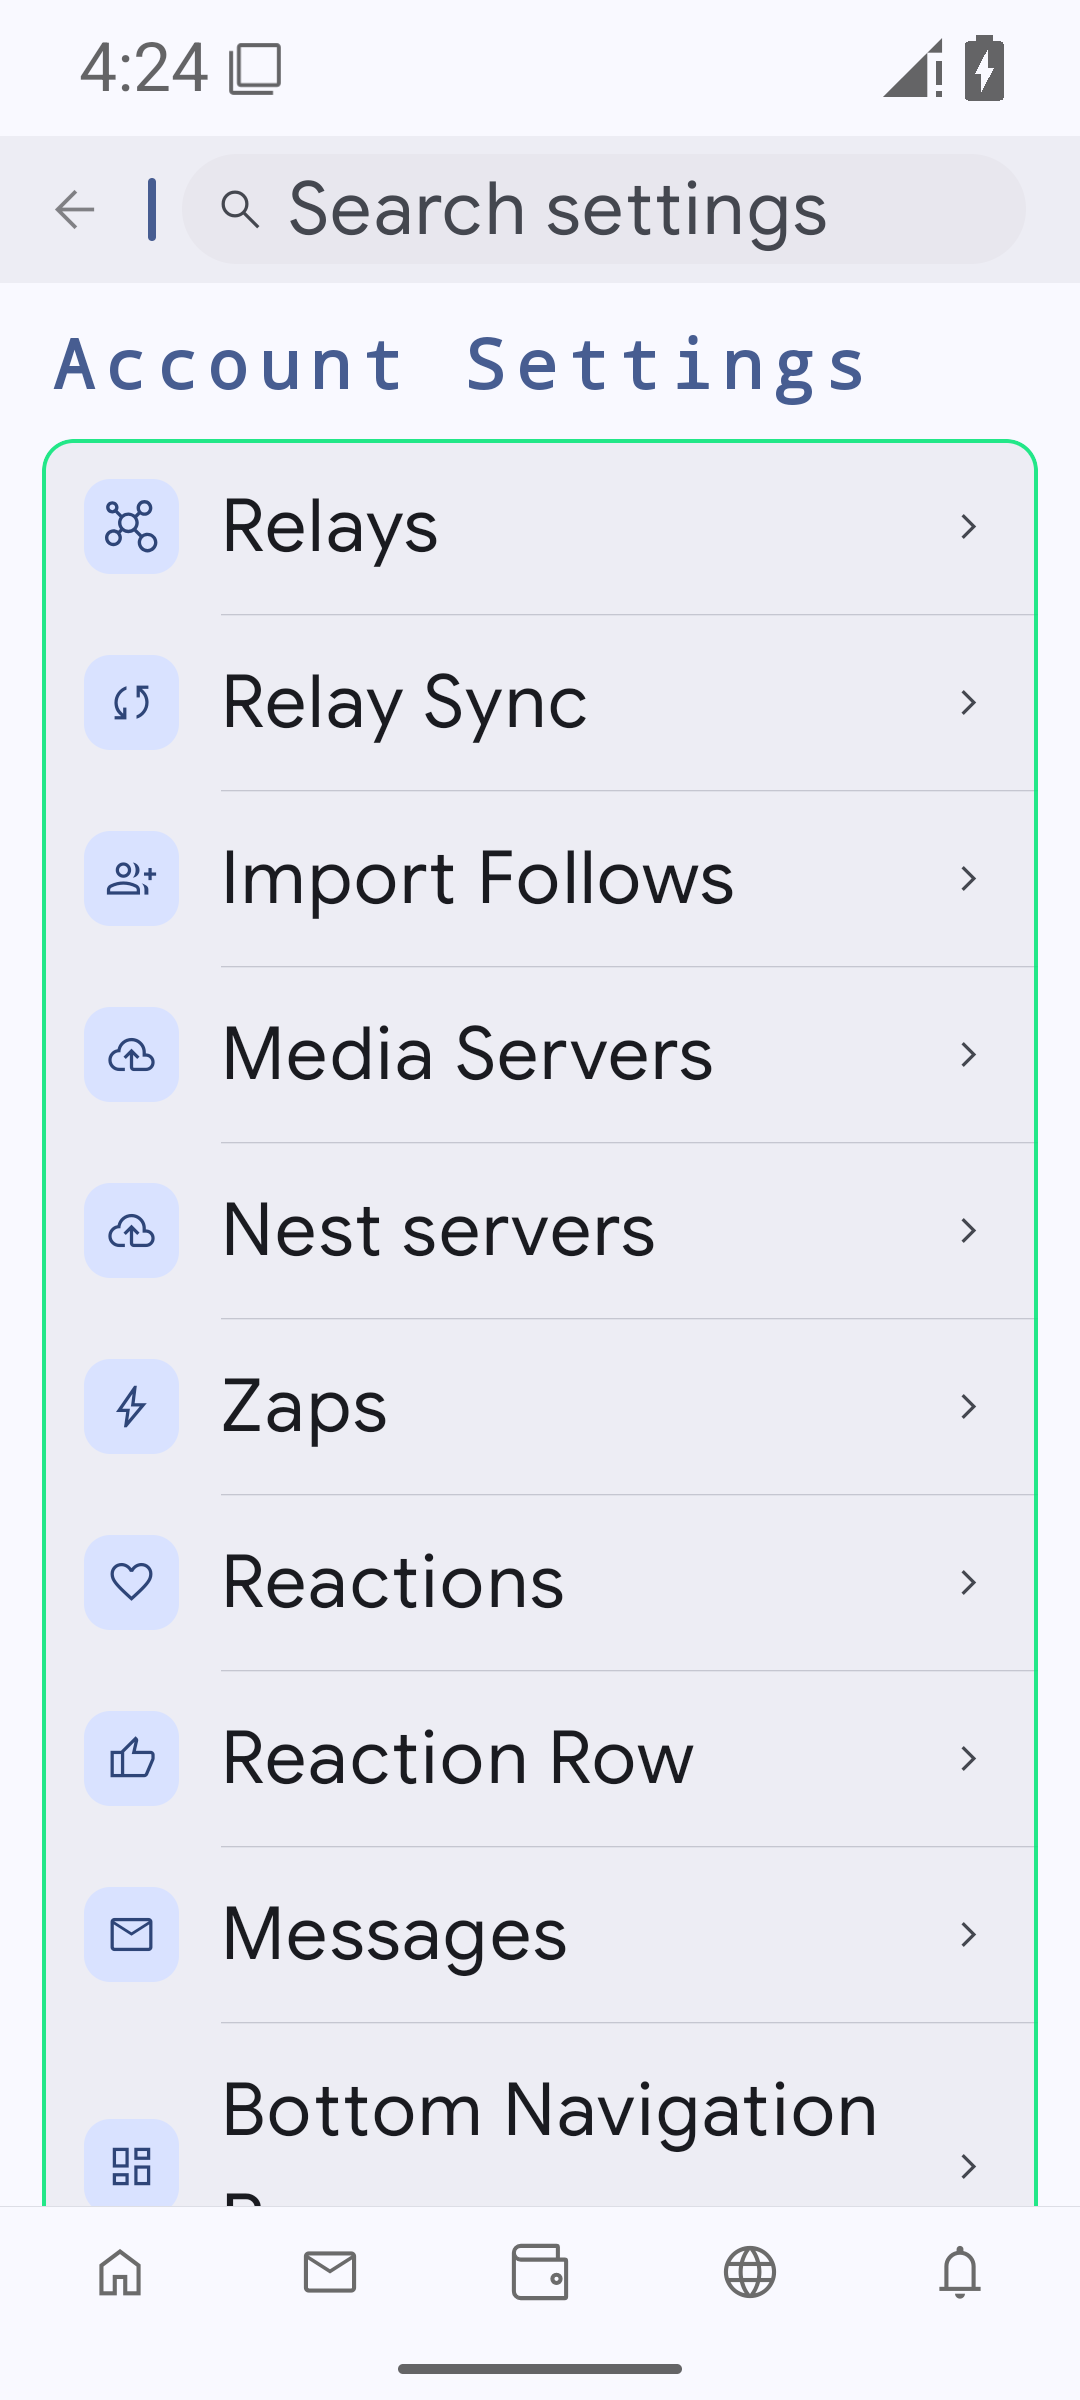 4:24
Search settings
Account Settings
Relays
Relay Sync
Import Follows
Media Servers
Nest servers
Zaps
Reactions
Reaction Row
Messages
Bottom Navigation